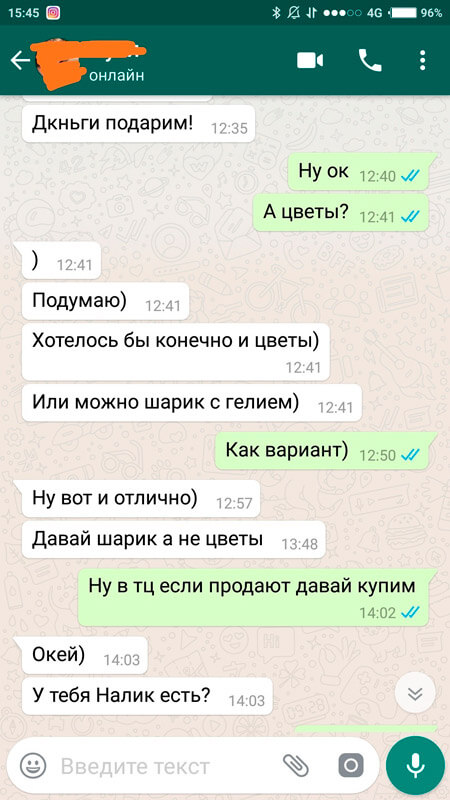 15:45 4G 96%
онлайн
Дкньги подарим! 12:35
Ну ок 12:40
А цветы? 12:41
) 12:41
Подумаю) 12:41
Хотелось бы конечно и цветы)
12:41
Или можно шарик с гелием) 12:41
Как вариант) 12:50
Ну вот и отлично) 12:57
Давай шарик а не цветы 13:48
Ну в тц если продают давай купим
14:02
Окей) 14:03
У тебя Налик есть? 14:03
Введите текст